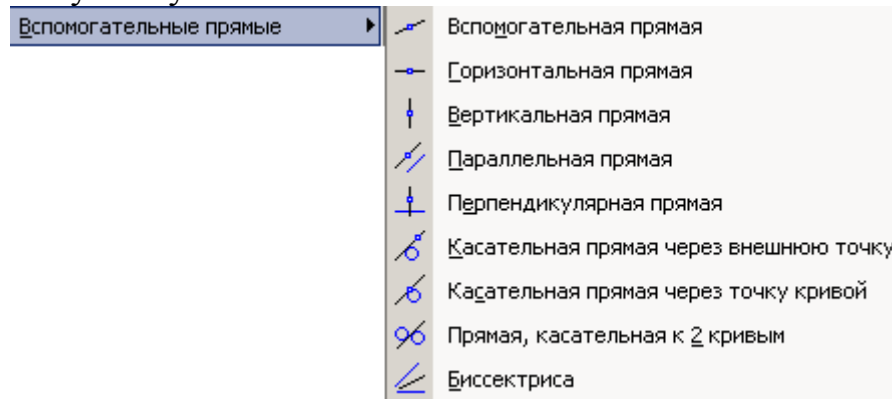 Вспомогательные прямые
Вспомогательная прямая
Горизонтальная прямая
Вертикальная прямая
Параллельная прямая
Перпендикулярная прямая
Касательная прямая через внешнюю точку
Касательная прямая через точку кривой
Прямая, касательная к 2 кривым
Биссектриса